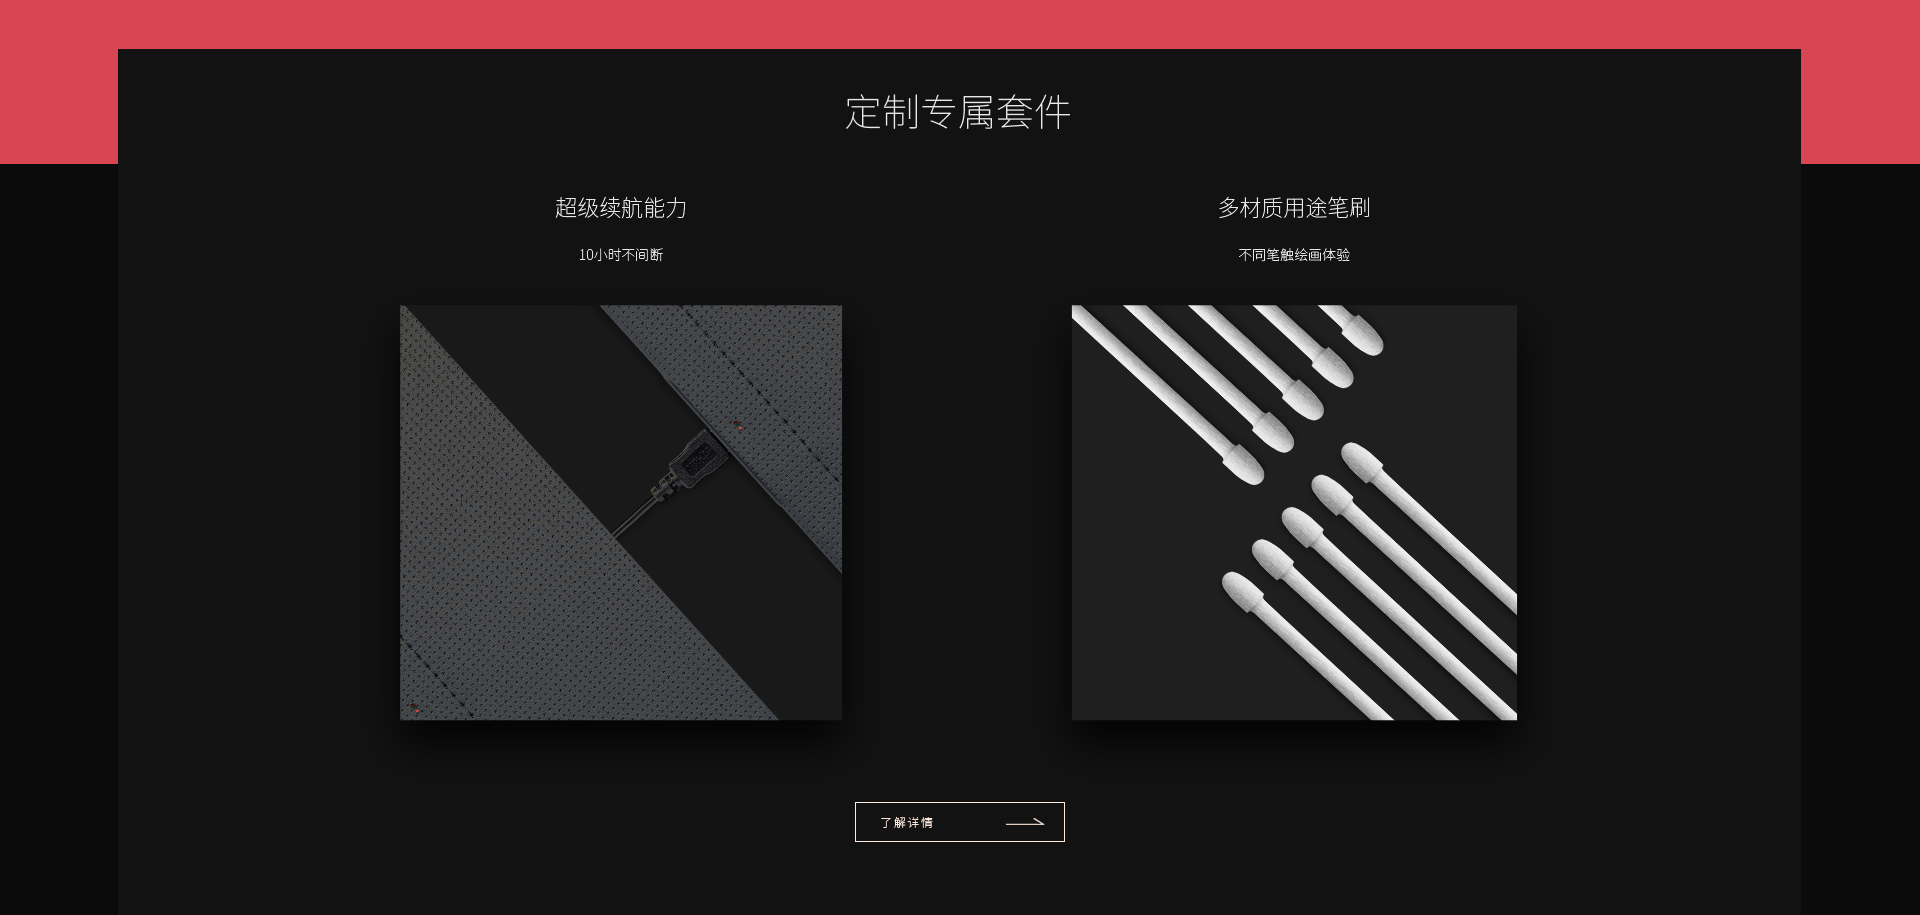 定制专属套件
超级续航能力
10小时不间断
多材质用途笔刷
不同笔触绘画体验
了解详情